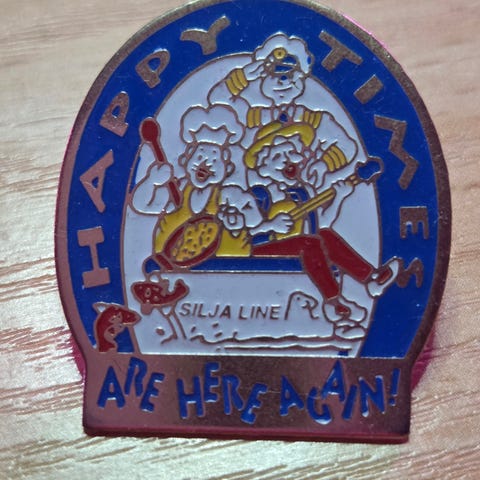 HAPPY TIMES
SILJA LINE
ARE HERE AGAIN!